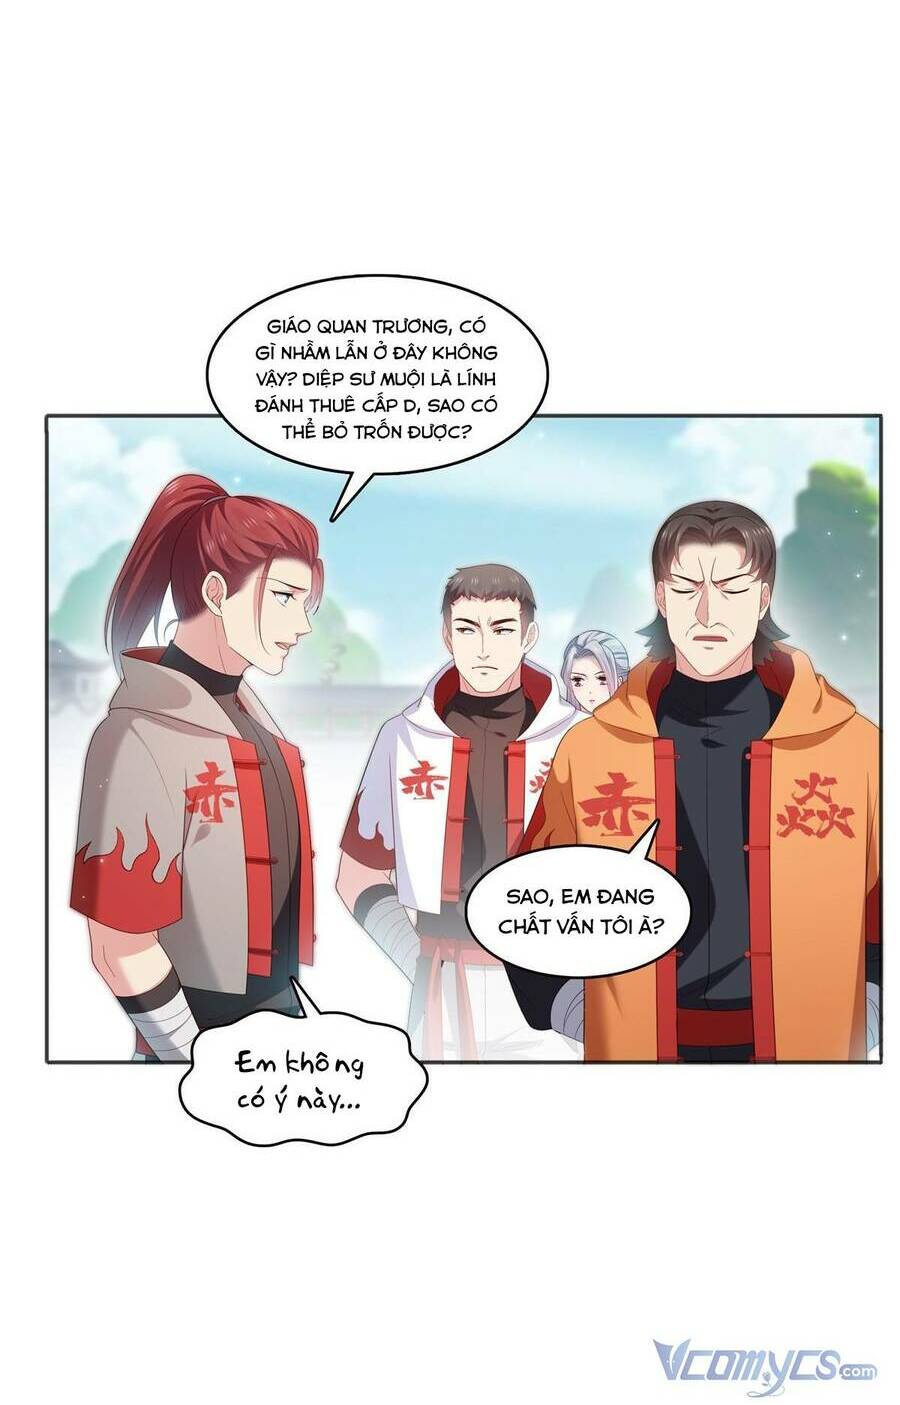 GIÁO QUAN TRƯƠNG, CÓ
GÌ NHẦM LẪN Ở ĐÂY KHÔNG
VẬY? DIỆP SƯ MUỘI LÀ LÍNH
ĐÁNH THUÊ CẤP D, SAO CÓ
THỂ BỎ TRỐN ĐƯỢC?
赤
赤
焱
赤
焱
SAO, EM ĐANG
CHẤT VẤN TÔI À?
Em không
có ý này...
Vcomycs.com